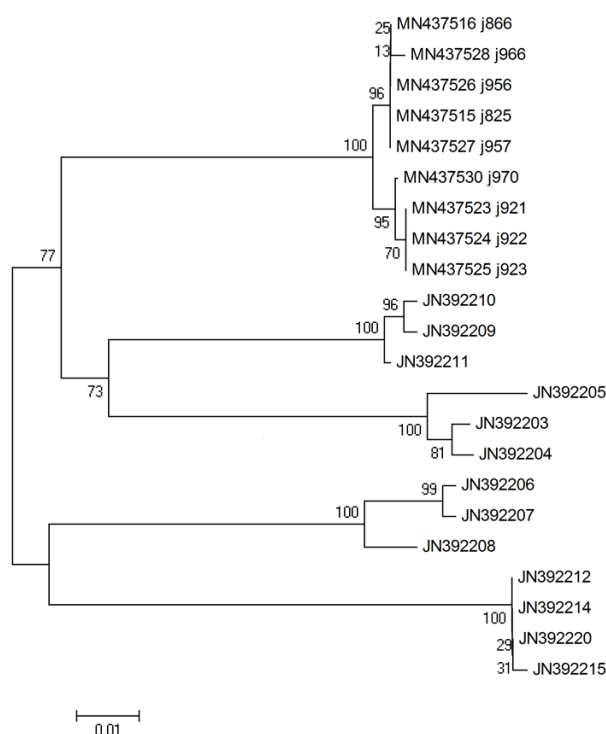 25
MN437516 j866
13
MN437528 j966
MN437526 j956
96
MN437515 j825
100
MN437527 j957
MN437530 j970
MN437523 j921
95
MN437524 j922
70
MN437525 j923
77
JN392210
96
JN392209
100
JN392211
73
JN392205
JN392203
100
81
JN392204
JN392206
99
JN392207
100
JN392208
JN392212
JN392214
100
JN392220
29
JN392215
31
0.01